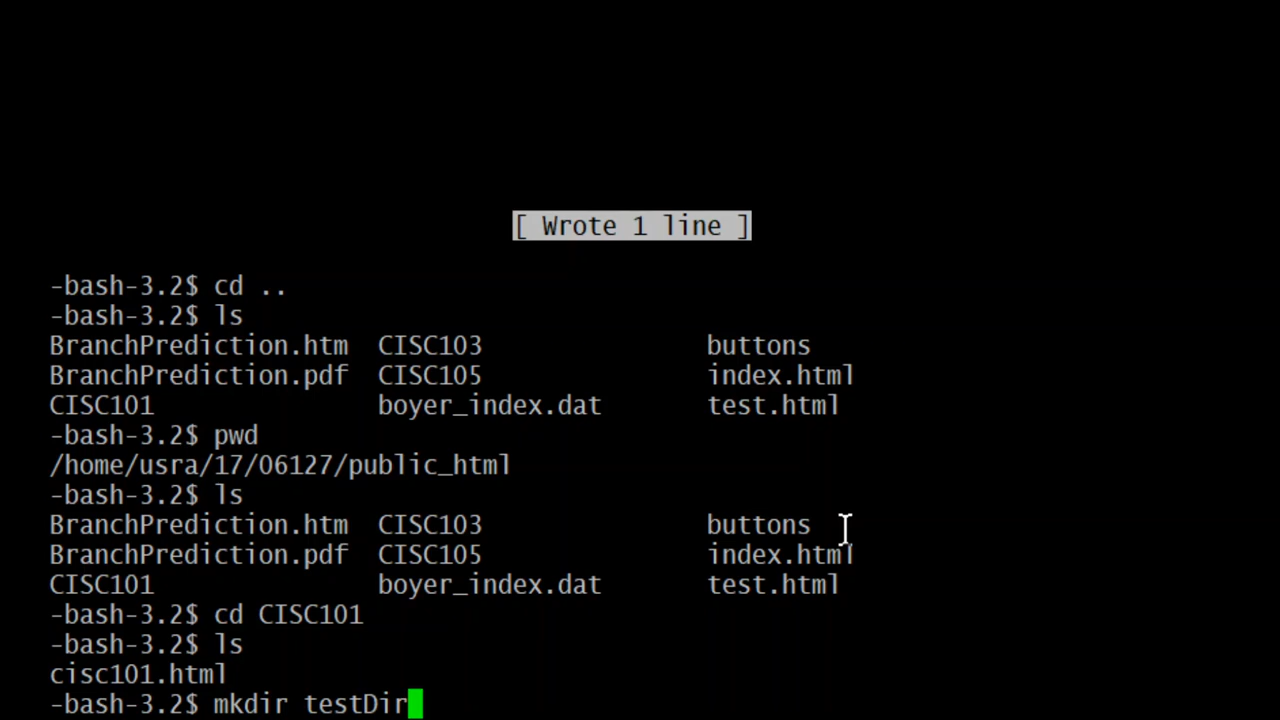 [ Wrote 1 line ]
-bash-3.2$ cd ..
-bash-3.2$ ls
BranchPrediction.htm  CISC103               buttons
BranchPrediction.pdf  CISC105               index.html
CISC101               boyer_index.dat       test.html
-bash-3.2$ pwd
/home/usra/17/06127/public_html
-bash-3.2$ ls
BranchPrediction.htm  CISC103               buttons
BranchPrediction.pdf  CISC105               index.html
CISC101               boyer_index.dat       test.html
-bash-3.2$ cd CISC101
-bash-3.2$ ls
cisc101.html
-bash-3.2$ mkdir testDir